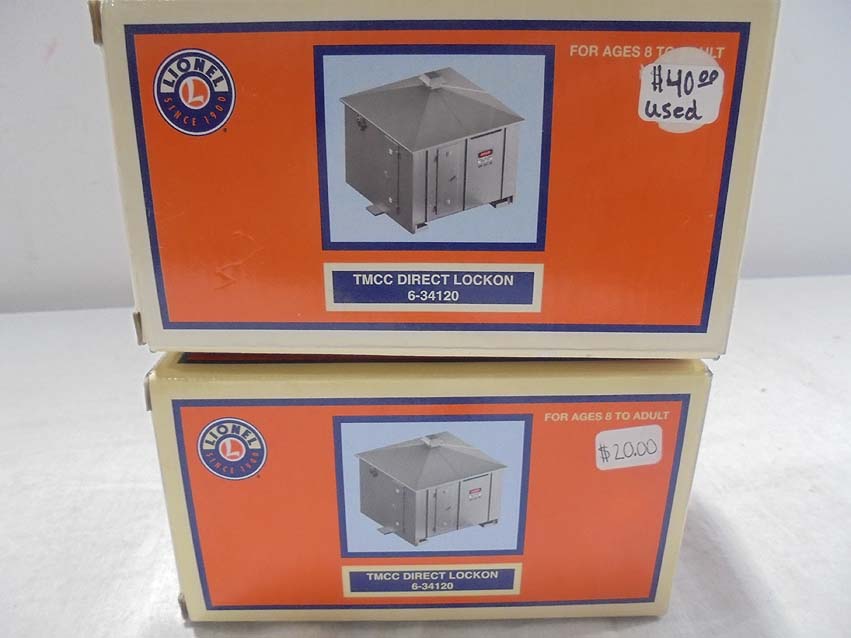 LIONEL
L
SINCE 1900
FOR AGES 8 TO ULT
$40.00
used
TMCC DIRECT LOCKON
6-34120
LIONEL
L
SINCE 1900
FOR AGES 8 TO ADULT
$20.00
TMCC DIRECT LOCKON
6-34120